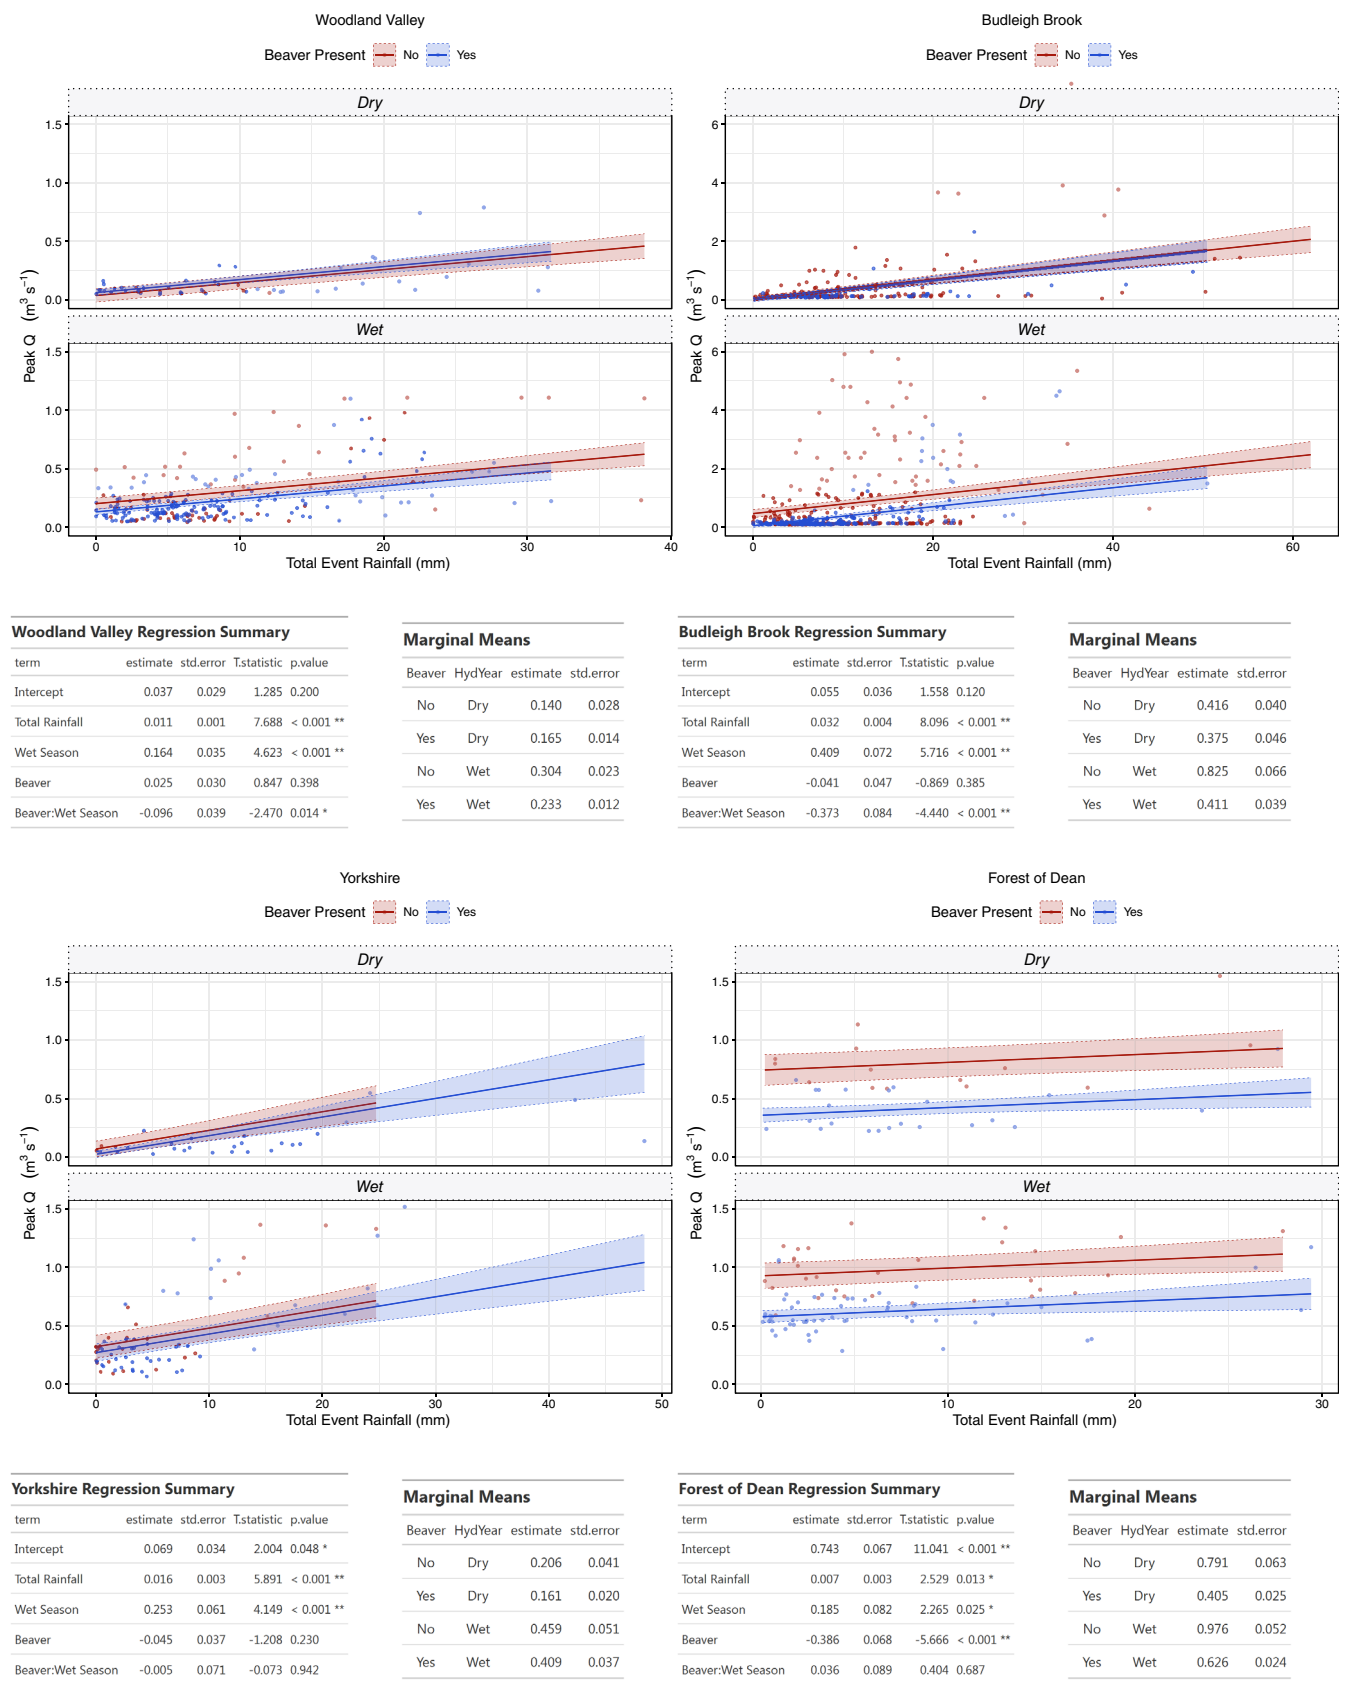 Woodland Valley
Beaver Present No Yes
Dry
1.5
1.0
0.5
0.0
Wet
1.5
1.0
0.5
0.0
Peak Q (m³ s⁻¹)
0 10 20 30 40
Total Event Rainfall (mm)
Budleigh Brook
Beaver Present No Yes
Dry
6
4
2
0
Wet
6
4
2
0
Peak Q (m³ s⁻¹)
0 20 40 60
Total Event Rainfall (mm)
Woodland Valley Regression Summary
term estimate std.error T.statistic p.value
Intercept 0.037 0.029 1.285 0.200
Total Rainfall 0.011 0.001 7.688 < 0.001 **
Wet Season 0.164 0.035 4.623 < 0.001 **
Beaver 0.025 0.030 0.847 0.398
Beaver:Wet Season -0.096 0.039 -2.470 0.014 *
Marginal Means
Beaver HydYear estimate std.error
No Dry 0.140 0.028
Yes Dry 0.165 0.014
No Wet 0.304 0.023
Yes Wet 0.233 0.012
Budleigh Brook Regression Summary
term estimate std.error T.statistic p.value
Intercept 0.055 0.036 1.558 0.120
Total Rainfall 0.032 0.004 8.096 < 0.001 **
Wet Season 0.409 0.072 5.716 < 0.001 **
Beaver -0.041 0.047 -0.869 0.385
Beaver:Wet Season -0.373 0.084 -4.440 < 0.001 **
Marginal Means
Beaver HydYear estimate std.error
No Dry 0.416 0.040
Yes Dry 0.375 0.046
No Wet 0.825 0.066
Yes Wet 0.411 0.039
Yorkshire
Beaver Present No Yes
Dry
1.5
1.0
0.5
0.0
Wet
1.5
1.0
0.5
0.0
Peak Q (m³ s⁻¹)
0 10 20 30 40 50
Total Event Rainfall (mm)
Forest of Dean
Beaver Present No Yes
Dry
1.5
1.0
0.5
0.0
Wet
1.5
1.0
0.5
0.0
Peak Q (m³ s⁻¹)
0 10 20 30
Total Event Rainfall (mm)
Yorkshire Regression Summary
term estimate std.error T.statistic p.value
Intercept 0.069 0.034 2.004 0.048 *
Total Rainfall 0.016 0.003 5.891 < 0.001 **
Wet Season 0.253 0.061 4.149 < 0.001 **
Beaver -0.045 0.037 -1.208 0.230
Beaver:Wet Season -0.005 0.071 -0.073 0.942
Marginal Means
Beaver HydYear estimate std.error
No Dry 0.206 0.041
Yes Dry 0.161 0.020
No Wet 0.459 0.051
Yes Wet 0.409 0.037
Forest of Dean Regression Summary
term estimate std.error T.statistic p.value
Intercept 0.743 0.067 11.041 < 0.001 **
Total Rainfall 0.007 0.003 2.529 0.013 *
Wet Season 0.185 0.082 2.265 0.025 *
Beaver -0.386 0.068 -5.666 < 0.001 **
Beaver:Wet Season 0.036 0.089 0.404 0.687
Marginal Means
Beaver HydYear estimate std.error
No Dry 0.791 0.063
Yes Dry 0.405 0.025
No Wet 0.976 0.052
Yes Wet 0.626 0.024